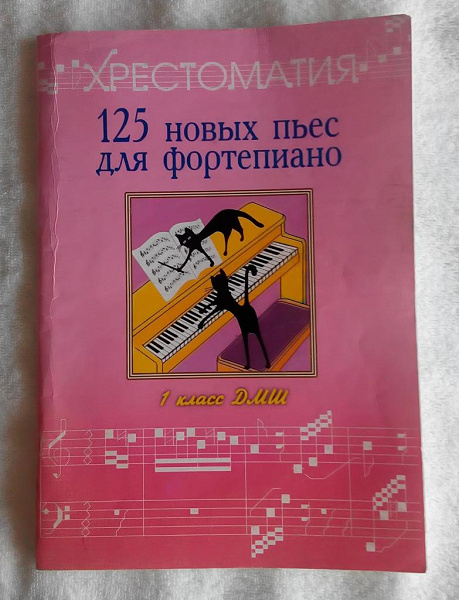 ХРЕСТОМАТИЯ
125 новых пьес
для фортепиано
1 класс ДМШ